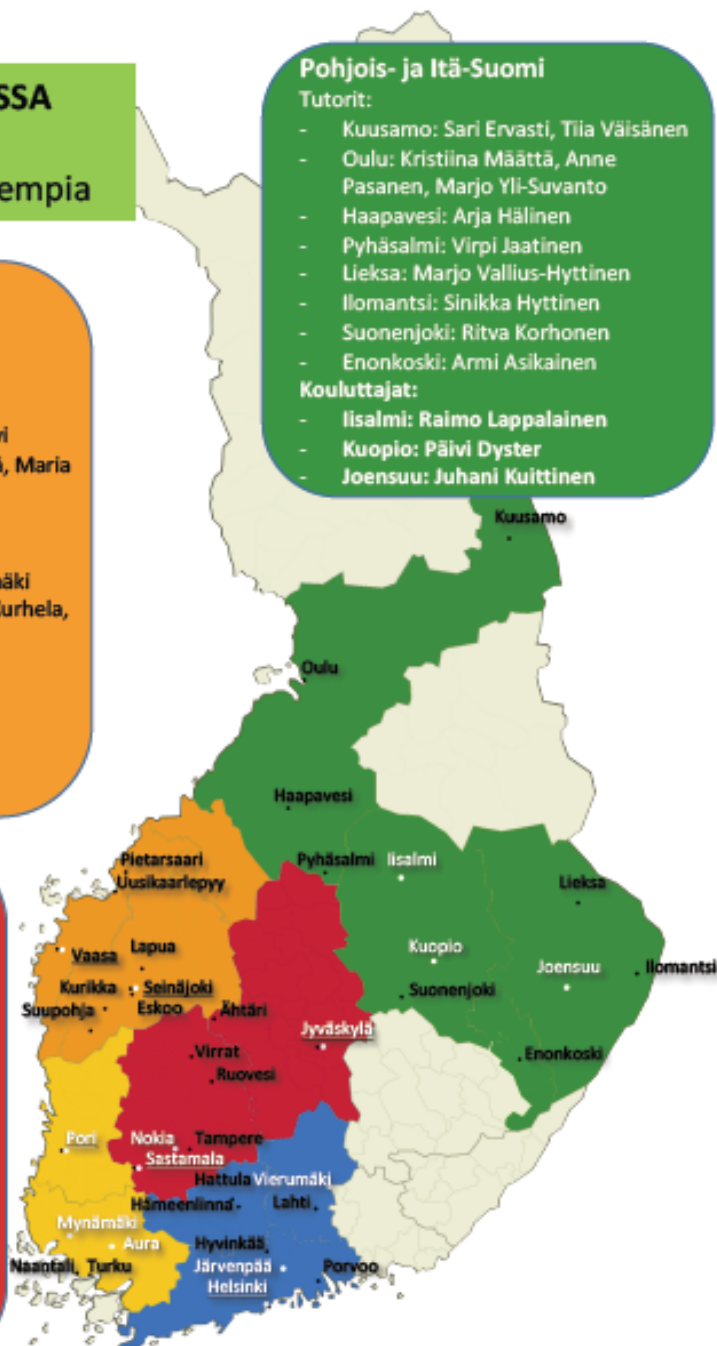 SSA
empia
Pohjois- ja Itä-Suomi
Tutorit:
- Kuusamo: Sari Ervasti, Tiia Väisänen
- Oulu: Kristiina Määttä, Anne
Pasanen, Marjo Yli-Suvanto
- Haapavesi: Arja Hälinen
- Pyhäsalmi: Virpi Jaatinen
- Lieksa: Marjo Vallius-Hyttinen
- Ilomantsi: Sinikka Hyttinen
- Suonenjoki: Ritva Korhonen
- Enonkoski: Armi Asikainen
Kouluttajat:
- Iisalmi: Raimo Lappalainen
- Kuopio: Päivi Dyster
- Joensuu: Juhani Kuittinen
, Maria
äki
urhela,
Kuusamo
Oulu
Haapavesi
Pietarsaari
Uusikaarlepyy
Pyhäsalmi
Iisalmi
Lieksa
Vaasa
Lapua
Kuopio
Joensuu
Ilomantsi
Kurikka
Seinäjoki
Suonenjoki
Suupohja
Eskoo
Ähtäri
Jyväskylä
Virrat
Enonkoski
Ruovesi
Pori
Nokia
Tampere
Sastamala
Hattula
Vierumäki
Hämeenlinna
Lahti
Mynämäki
Aura
Hyvinkää
Naantali
Turku
Järvenpää
Porvoo
Helsinki